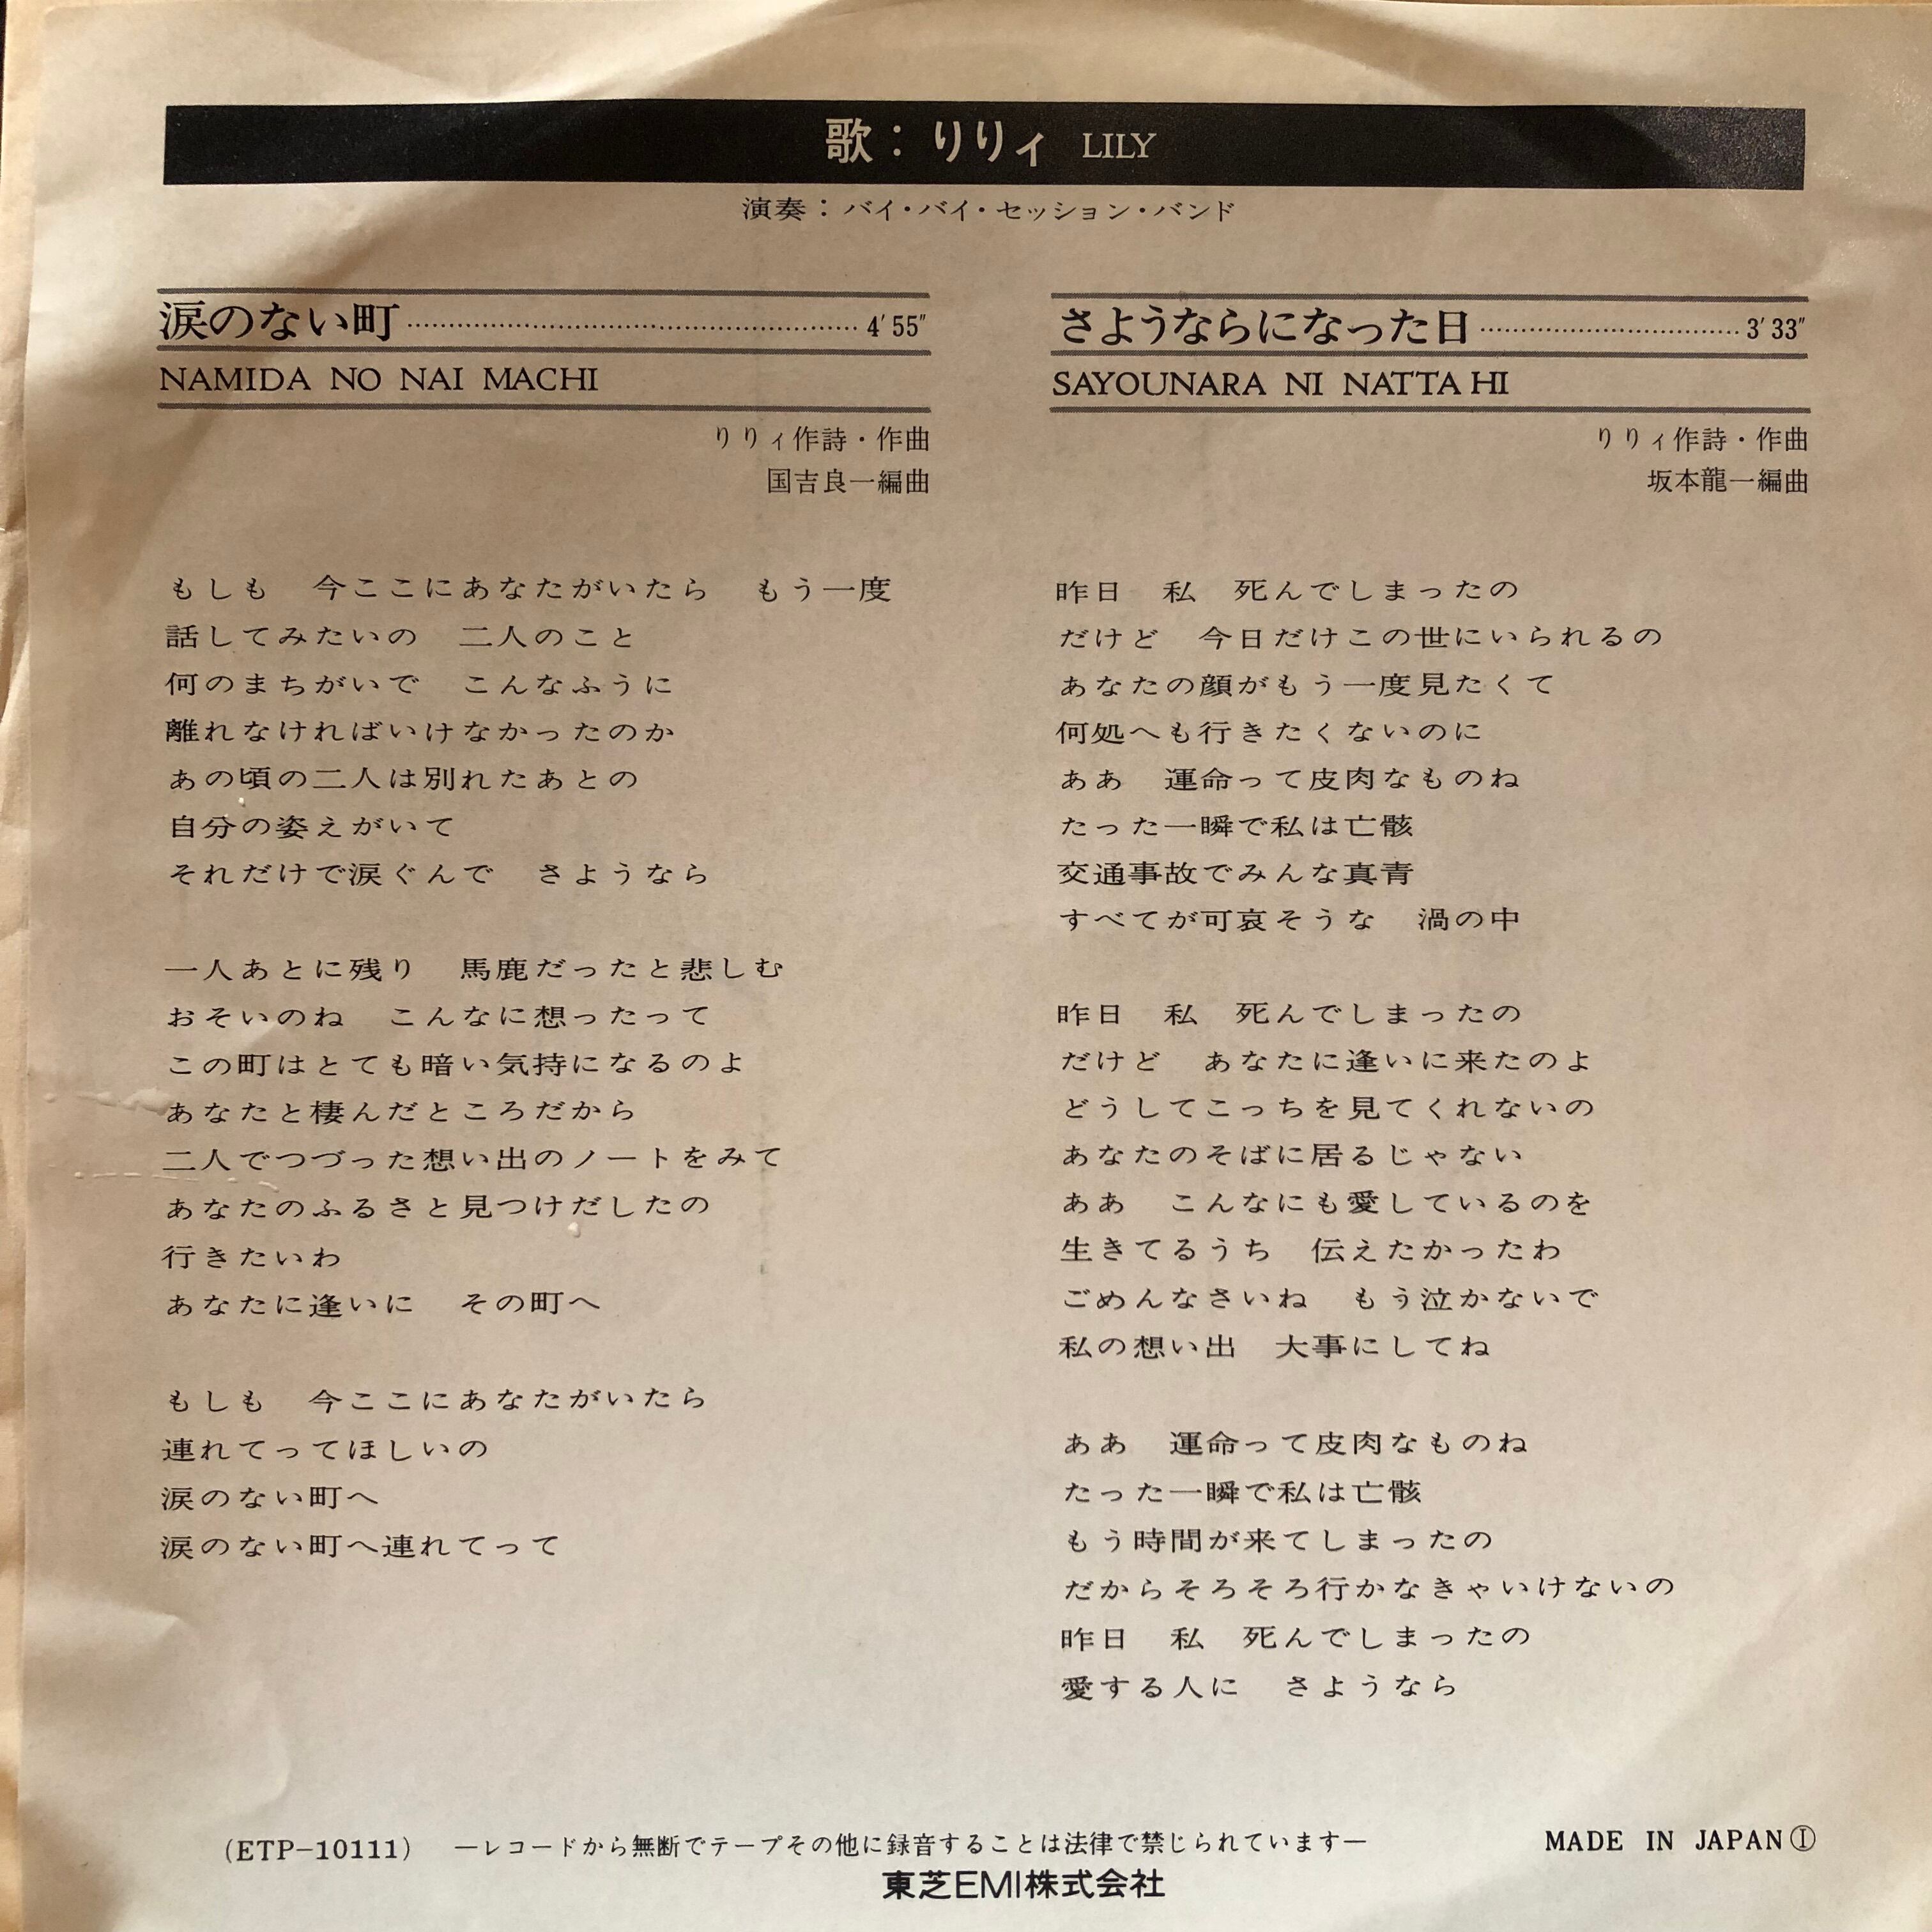 歌：りりィ LILY
演奏：バイ・バイ・セッション・バンド
涙のない町 4′55″
NAMIDA NO NAI MACHI
りりィ作詩・作曲
国吉良一編曲
もしも　今ここにあなたがいたら　もう一度
話してみたいの　二人のこと
何のまちがいで　こんなふうに
離れなければいけなかったのか
あの頃の二人は別れたあとの
自分の姿えがいて
それだけで涙ぐんで　さようなら
一人あとに残り　馬鹿だったと悲しむ
おそいのね　こんなに想ったって
この町はとても暗い気持になるのよ
あなたと棲んだところだから
二人でつづった想い出のノートをみて
あなたのふるさと見つけだしたの
行きたいわ
あなたに逢いに　その町へ
もしも　今ここにあなたがいたら
連れてってほしいの
涙のない町へ
涙のない町へ連れてって
さようならになった日 3′33″
SAYOUNARA NI NATTA HI
りりィ作詩・作曲
坂本龍一編曲
昨日　私　死んでしまったの
だけど　今日だけこの世にいられるの
あなたの顔がもう一度見たくて
何処へも行きたくないのに
ああ　運命って皮肉なものね
たった一瞬で私は亡骸
交通事故でみんな真青
すべてが可哀そうな　渦の中
昨日　私　死んでしまったの
だけど　あなたに逢いに来たのよ
どうしてこっちを見てくれないの
あなたのそばに居るじゃない
ああ　こんなにも愛しているのを
生きてるうち　伝えたかったわ
ごめんなさいね　もう泣かないで
私の想い出　大事にしてね
ああ　運命って皮肉なものね
たった一瞬で私は亡骸
もう時間が来てしまったの
だからそろそろ行かなきゃいけないの
昨日　私　死んでしまったの
愛する人に　さようなら
(ETP-10111)　―レコードから無断でテープその他に録音することは法律で禁じられています―　MADE IN JAPANⒾ
東芝EMI株式会社